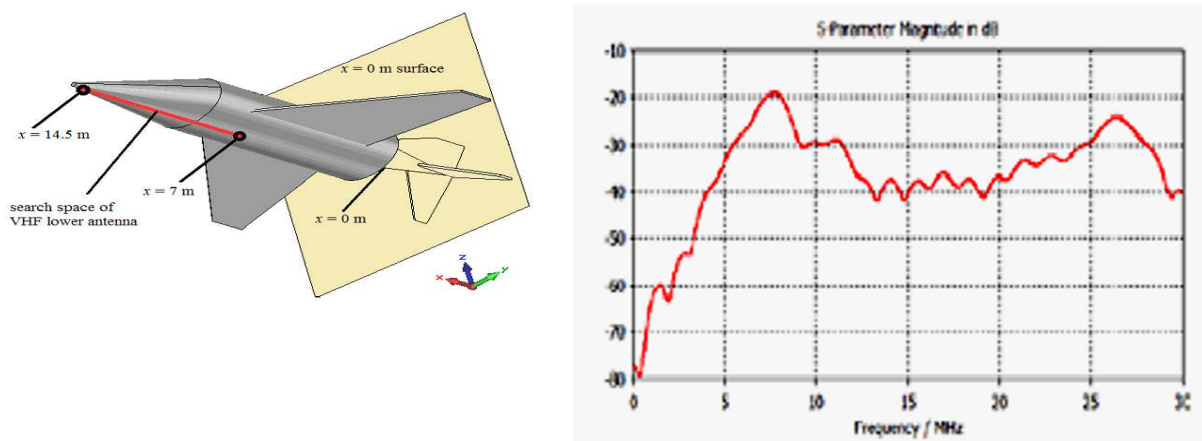 x = 0 m surface
x = 14.5 m
x = 7 m
search space of
VHF lower antenna
x = 0 m
x
z
y
S-Parameter Magnitude in dB
-10
-20
-30
-40
-50
-60
-70
-80
0
5
10
15
20
25
30
Frequency / MHz